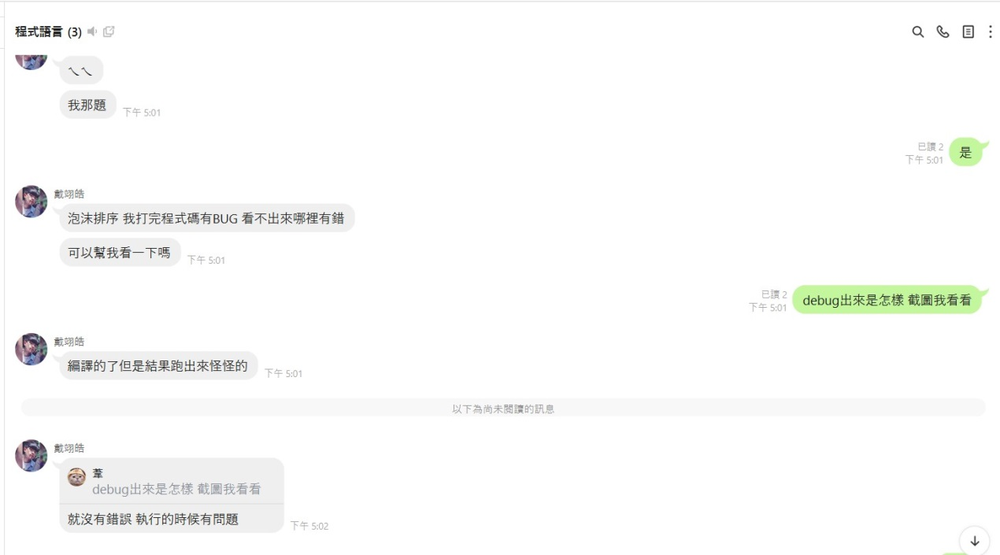 程式語言 (3)
ㄟㄟ
我那題
下午 5:01
已讀 2
下午 5:01
是
戴翊皓
泡沫排序 我打完程式碼有BUG 看不出來哪裡有錯
可以幫我看一下嗎
下午 5:01
已讀 2
下午 5:01
debug出來是怎樣 截圖我看看
戴翊皓
編譯的了但是結果跑出來怪怪的
下午 5:01
以下為尚未閱讀的訊息
戴翊皓
葦
debug出來是怎樣 截圖我看看
就沒有錯誤 執行的時候有問題
下午 5:02